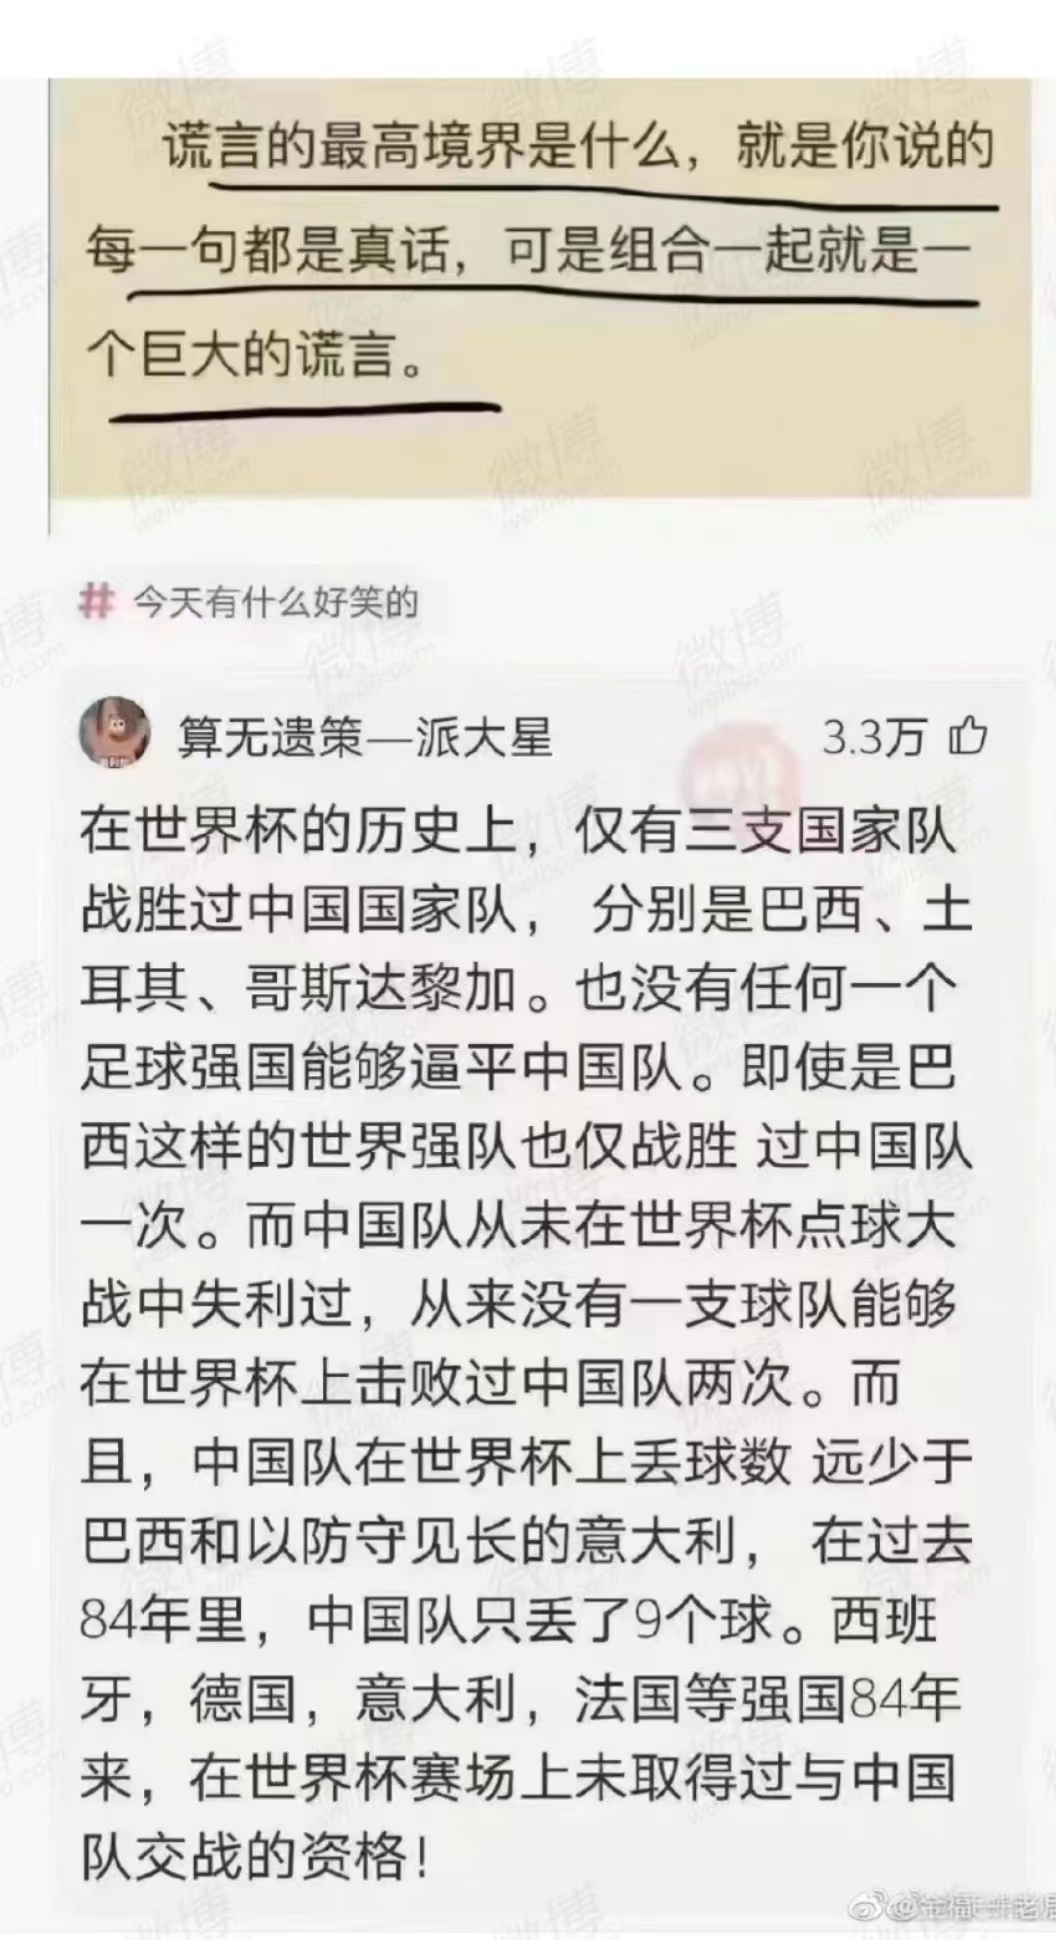 谎言的最高境界是什么，就是你说的
每一句都是真话，可是组合一起就是一
个巨大的谎言。
# 今天有什么好笑的
算无遗策—派大星 3.3万
在世界杯的历史上，仅有三支国家队
战胜过中国国家队， 分别是巴西、土
耳其、哥斯达黎加。也没有任何一个
足球强国能够逼平中国队。即使是巴
西这样的世界强队也仅战胜 过中国队
一次。而中国队从未在世界杯点球大
战中失利过，从来没有一支球队能够
在世界杯上击败过中国队两次。而
且，中国队在世界杯上丢球数 远少于
巴西和以防守见长的意大利， 在过去
84年里，中国队只丢了9个球。西班
牙，德国，意大利，法国等强国84年
来，在世界杯赛场上未取得过与中国
队交战的资格！